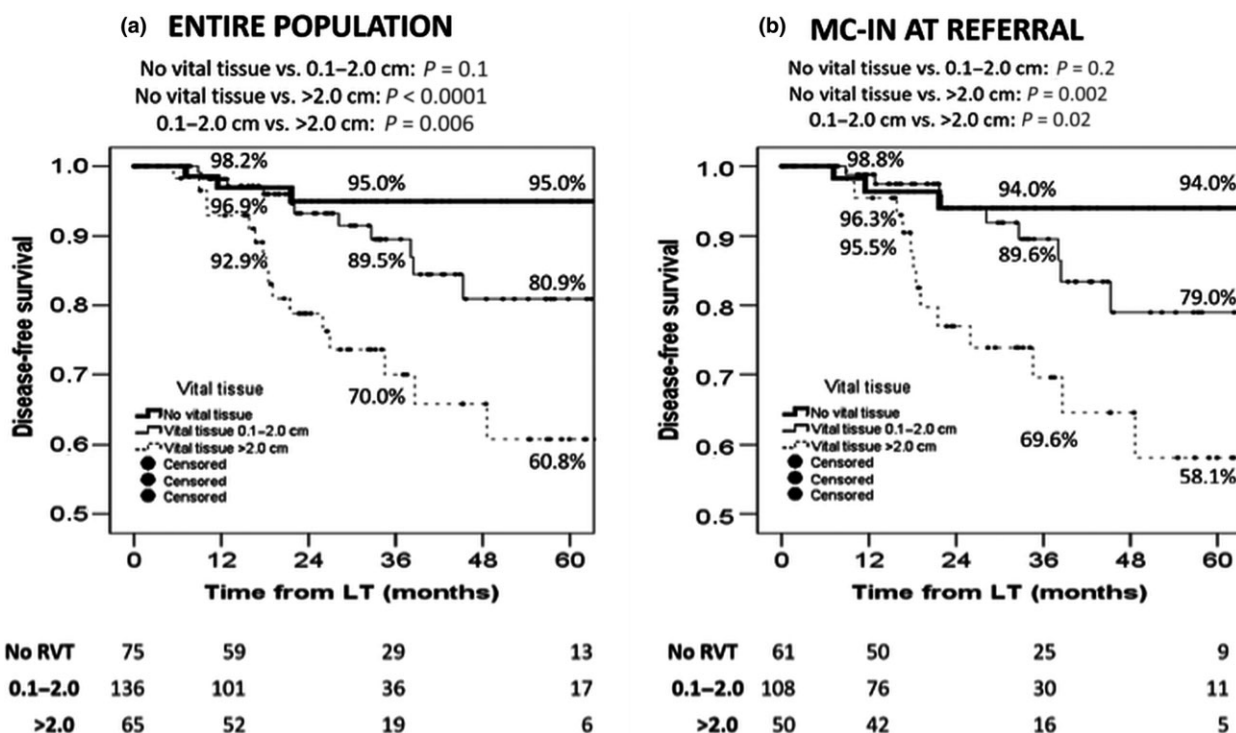 (a) ENTIRE POPULATION
No vital tissue vs. 0.1–2.0 cm: P = 0.1
No vital tissue vs. >2.0 cm: P < 0.0001
0.1–2.0 cm vs. >2.0 cm: P = 0.006
Disease-free survival
1.0
0.9
0.8
0.7
0.6
0.5
98.2%
95.0%
95.0%
96.9%
92.9%
89.5%
80.9%
70.0%
60.8%
Vital tissue
No vital tissue
Vital tissue 0.1–2.0 cm
Vital tissue >2.0 cm
Censored
Censored
Censored
0 12 24 36 48 60
Time from LT (months)
No RVT 75 59 29 13
0.1–2.0 136 101 36 17
>2.0 65 52 19 6
(b) MC-IN AT REFERRAL
No vital tissue vs. 0.1–2.0 cm: P = 0.2
No vital tissue vs. >2.0 cm: P = 0.002
0.1–2.0 cm vs. >2.0 cm: P = 0.02
Disease-free survival
1.0
0.9
0.8
0.7
0.6
0.5
98.8%
94.0%
94.0%
96.3%
95.5%
89.6%
79.0%
69.6%
58.1%
Vital tissue
No vital tissue
Vital tissue 0.1–2.0 cm
Vital tissue >2.0 cm
Censored
Censored
Censored
0 12 24 36 48 60
Time from LT (months)
No RVT 61 50 25 9
0.1–2.0 108 76 30 11
>2.0 50 42 16 5